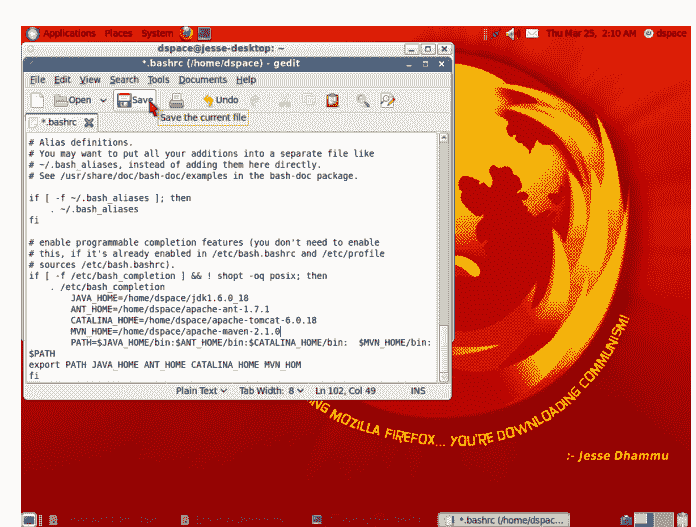 Applications Places System
Thu Mar 25, 2:10 AM dspace
dspace@jesse-desktop: ~
*.bashrc (/home/dspace) - gedit
File Edit View Search Tools Documents Help
Open Save Undo
Save the current file
*.bashrc
# Alias definitions.
# You may want to put all your additions into a separate file like
# ~/.bash_aliases, instead of adding them here directly.
# See /usr/share/doc/bash-doc/examples in the bash-doc package.
if [ -f ~/.bash_aliases ]; then
. ~/.bash_aliases
fi
# enable programmable completion features (you don't need to enable
# this, if it's already enabled in /etc/bash.bashrc and /etc/profile
# sources /etc/bash.bashrc).
if [ -f /etc/bash_completion ] && ! shopt -oq posix; then
. /etc/bash_completion
JAVA_HOME=/home/dspace/jdk1.6.0_18
ANT_HOME=/home/dspace/apache-ant-1.7.1
CATALINA_HOME=/home/dspace/apache-tomcat-6.0.18
MVN_HOME=/home/dspace/apache-maven-2.1.0
PATH=$JAVA_HOME/bin:$ANT_HOME/bin:$CATALINA_HOME/bin: $MVN_HOME/bin:
$PATH
export PATH JAVA_HOME ANT_HOME CATALINA_HOME MVN_HOM
fi
Plain Text Tab Width: 8 Ln 102, Col 49 INS
MOZILLA FIREFOX... YOU'RE DOWNLOADING COMMUNISM!
:- Jesse Dhammu
*.bashrc (/home/dspac...